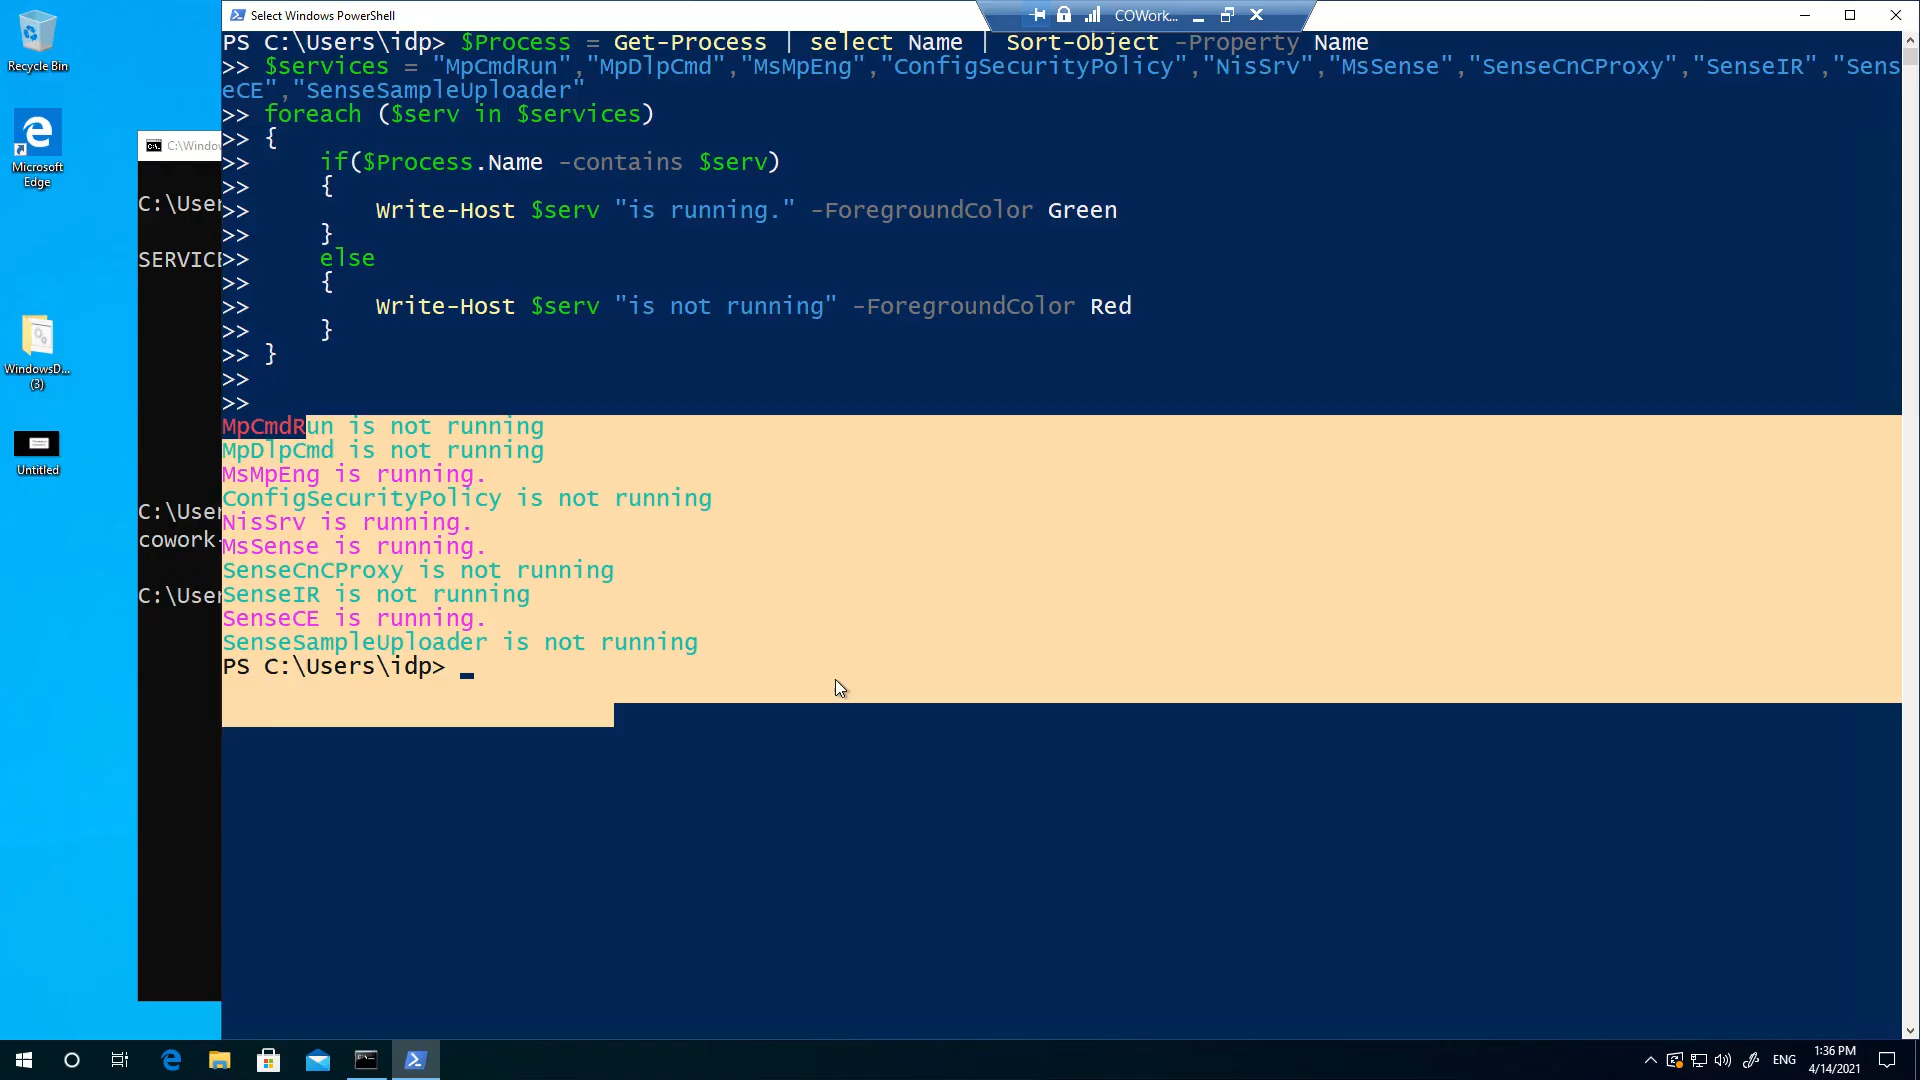 Select Windows PowerShell
COWork...
Recycle Bin
Microsoft
Edge
WindowsD...
(3)
Untitled
C:\Windo
C:\User
SERVICE
C:\User
cowork-
C:\User
PS C:\Users\idp> $Process = Get-Process | select Name | Sort-Object -Property Name
>> $services = "MpCmdRun","MpDlpCmd","MsMpEng","ConfigSecurityPolicy","NisSrv","MsSense","SenseCnCProxy","SenseIR","Sens
eCE","SenseSampleUploader"
>> foreach ($serv in $services)
>> {
>>     if($Process.Name -contains $serv)
>>     {
>>         Write-Host $serv "is running." -ForegroundColor Green
>>     }
>>     else
>>     {
>>         Write-Host $serv "is not running" -ForegroundColor Red
>>     }
>> }
>>
>>
MpCmdRun is not running
MpDlpCmd is not running
MsMpEng is running.
ConfigSecurityPolicy is not running
NisSrv is running.
MsSense is running.
SenseCnCProxy is not running
SenseIR is not running
SenseCE is running.
SenseSampleUploader is not running
PS C:\Users\idp>
ENG
1:36 PM
4/14/2021